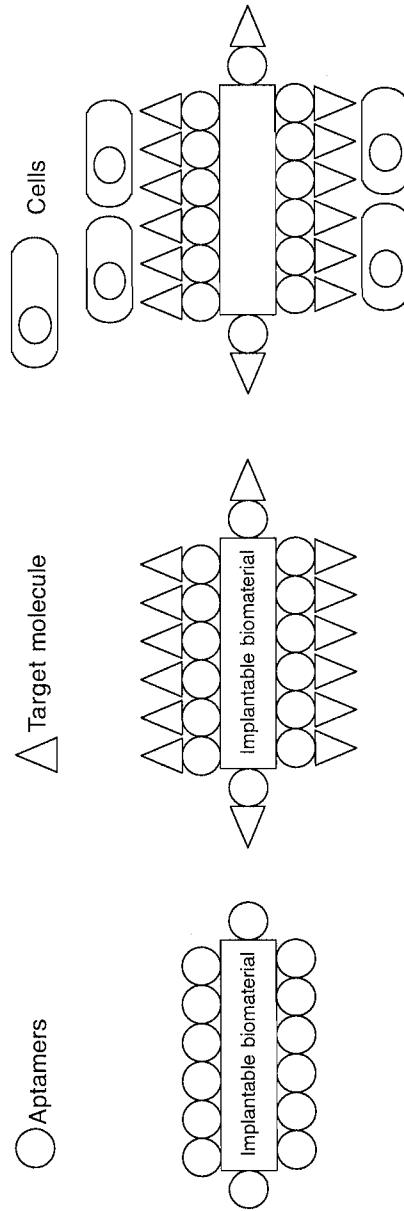 Aptamers
Target molecule
Cells
Implantable biomaterial
Implantable biomaterial